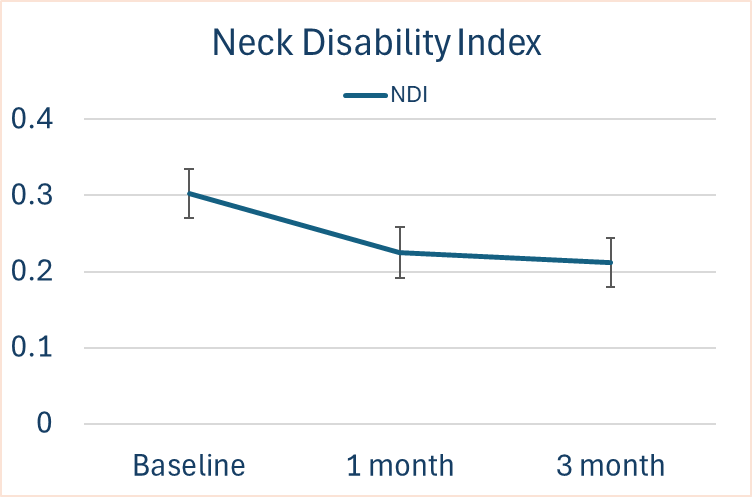 Neck Disability Index
NDI
0.4
0.3
0.2
0.1
0
Baseline 1 month 3 month